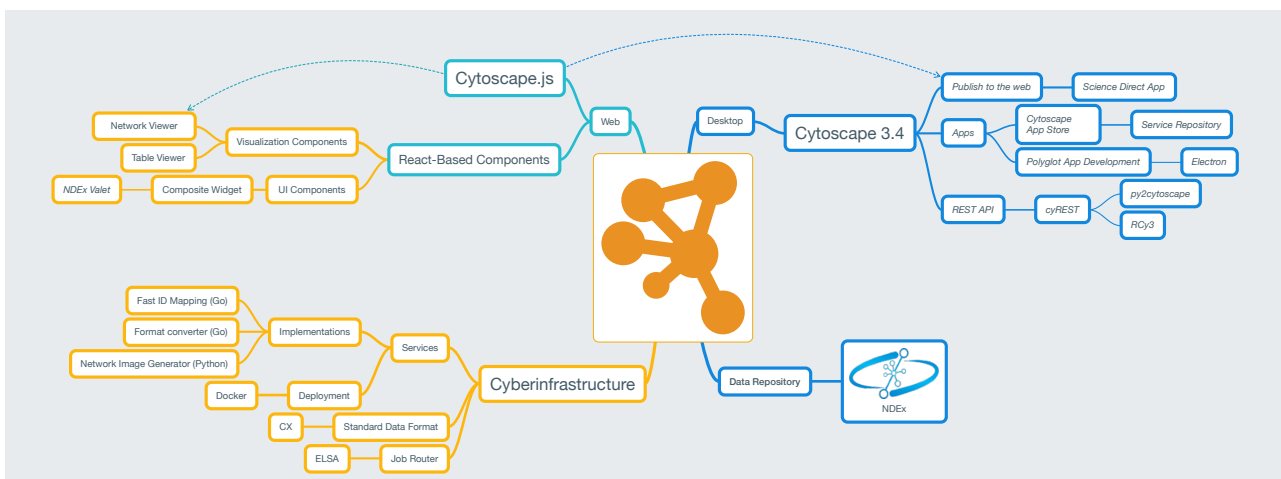 Cytoscape.js
Web
React-Based Components
Visualization Components
Network Viewer
Table Viewer
UI Components
Composite Widget
NDEx Valet
Desktop
Cytoscape 3.4
Publish to the web
Science Direct App
Apps
Cytoscape
App Store
Service Repository
Polyglot App Development
Electron
REST API
cyREST
py2cytoscape
RCy3
Cyberinfrastructure
Services
Implementations
Fast ID Mapping (Go)
Format converter (Go)
Network Image Generator (Python)
Deployment
Docker
Standard Data Format
CX
Job Router
ELSA
Data Repository
NDEx